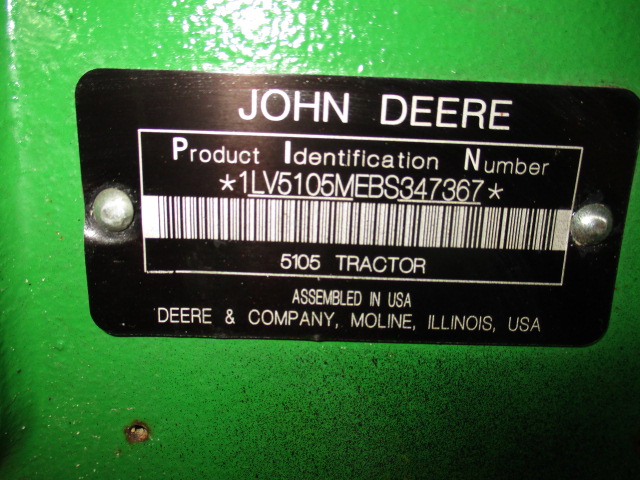 JOHN DEERE
Product Identification Number
*1LV5105MEBS347367*
5105 TRACTOR
ASSEMBLED IN USA
DEERE & COMPANY, MOLINE, ILLINOIS, USA